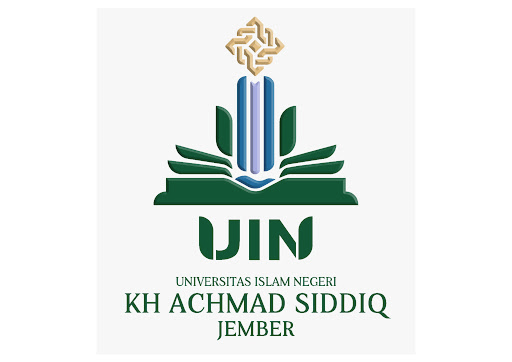 UIN
UNIVERSITAS ISLAM NEGERI
KH ACHMAD SIDDIQ
JEMBER